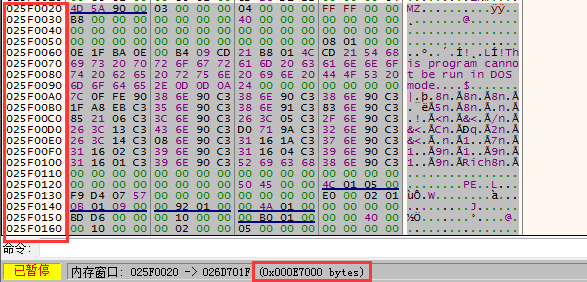 025F0020 4D 5A 90 00 03 00 00 00 04 00 00 00 FF FF 00 00 MZ..........ÿÿ..
025F0030 B8 00 00 00 00 00 00 00 40 00 00 00 00 00 00 00 ........@.......
025F0040 00 00 00 00 00 00 00 00 00 00 00 00 00 00 00 00
025F0050 00 00 00 00 00 00 00 00 00 00 00 00 08 01 00 00
025F0060 0E 1F BA 0E 00 B4 09 CD 21 B8 01 4C CD 21 54 68 ..º..´.Í!¸.LÍ!Th
025F0070 69 73 20 70 72 6F 67 72 61 6D 20 63 61 6E 6E 6F is program canno
025F0080 74 20 62 65 20 72 75 6E 20 69 6E 20 44 4F 53 20 t be run in DOS
025F0090 6D 6F 64 65 2E 0D 0D 0A 24 00 00 00 00 00 00 00 mode....$.......
025F00A0 7C 0F FE 90 38 6E 90 C3 38 6E 90 C3 38 6E 90 C3 |.þ.8n.Ã8n.Ã8n.Ã
025F00B0 1F A8 EB C3 35 6E 90 C3 38 6E 91 C3 83 6E 90 C3 .¨ëÃ5n.Ã8n.Ã.n.Ã
025F00C0 85 21 06 C3 3C 6E 90 C3 26 3C 05 C3 2F 6E 90 C3 .!.Ã<n.Ã&<.Ã/n.Ã
025F00D0 26 3C 13 C3 43 6E 90 C3 D0 71 9A C3 32 6E 90 C3 &<.ÃCn.ÃÐq.Ã2n.Ã
025F00E0 26 3C 14 C3 08 6E 90 C3 31 16 1A C3 37 6E 90 C3 &<.Ã.n.Ã1..Ã7n.Ã
025F00F0 31 16 02 C3 39 6E 90 C3 31 16 04 C3 39 6E 90 C3 1..Ã9n.Ã1..Ã9n.Ã
025F0100 31 16 01 C3 39 6E 90 C3 52 69 63 68 38 6E 90 C3 1..Ã9n.ÃRich8n.Ã
025F0110 00 00 00 00 00 00 00 00 00 00 00 00 00 00 00 00
025F0120 00 00 00 00 00 00 00 00 50 45 00 00 4C 01 05 00 ........PE..L...
025F0130 F9 D4 07 57 00 00 00 00 00 00 00 00 E0 00 02 01 ùÔ.W........à...
025F0140 0B 01 09 00 00 92 01 00 00 4A 01 00 00 00 00 00 .........J......
025F0150 BD D6 00 00 00 10 00 00 00 B0 01 00 00 00 40 00 ½Ö.......°....@.
025F0160 00 10 00 00 00 02 00 00 05 00 00 00 00 00 00 00
命令:
已暂停 内存窗口: 025F0020 -> 026D701F (0x000E7000 bytes)